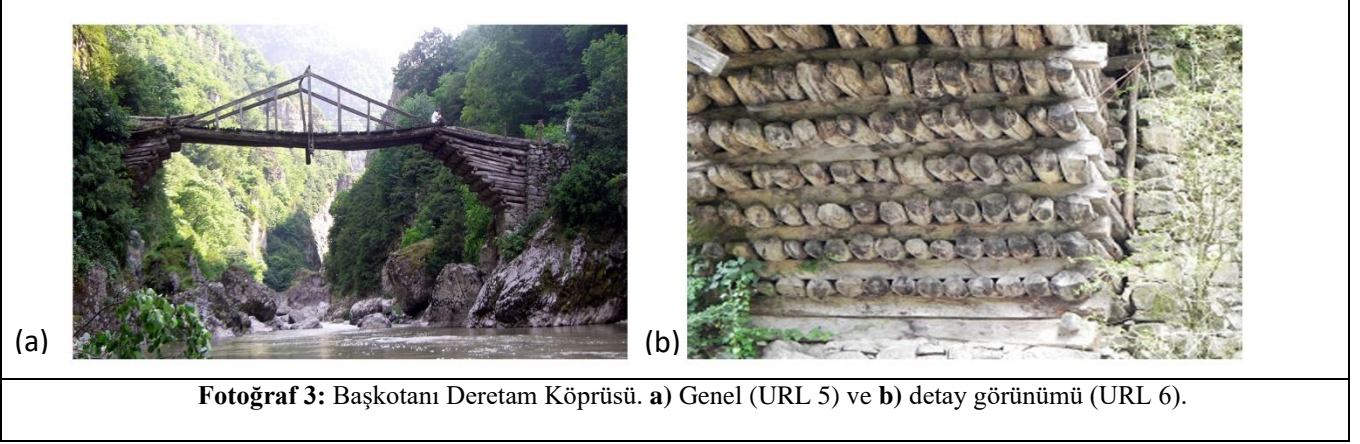 (a)
(b)
Fotoğraf 3: Başkotanı Deretam Köprüsü. a) Genel (URL 5) ve b) detay görünümü (URL 6).